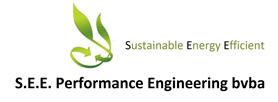 Sustainable Energy Efficient
S.E.E. Performance Engineering bvba